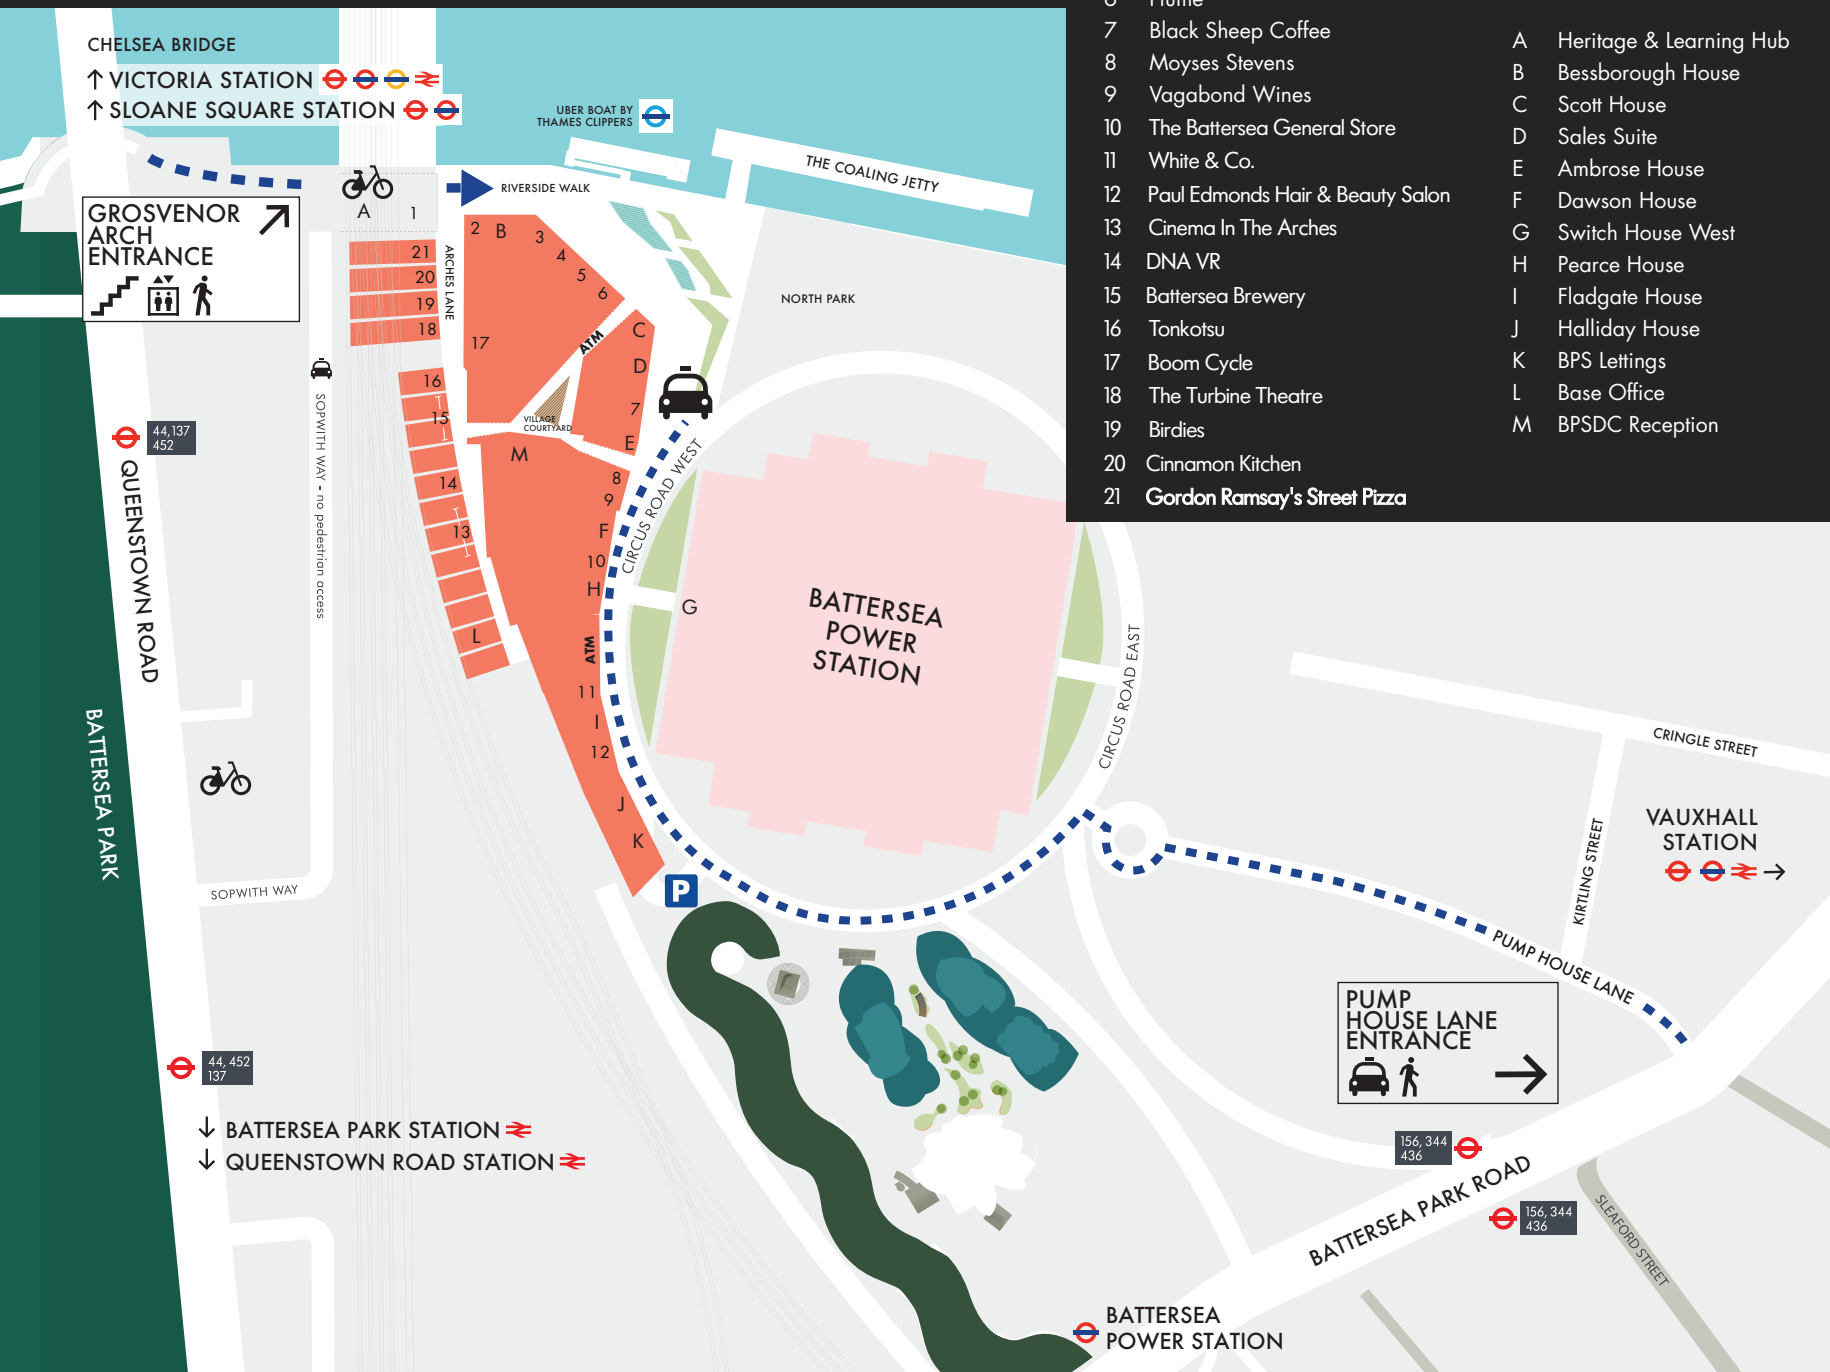 CHELSEA BRIDGE
↑ VICTORIA STATION
↑ SLOANE SQUARE STATION
UBER BOAT BY
THAMES CLIPPERS
THE COALING JETTY
RIVERSIDE WALK
GROSVENOR
ARCH
ENTRANCE
A
1
2
B
3
4
5
6
21
20
19
18
ARCHES LANE
17
ATM
C
D
7
E
NORTH PARK
16
15
VILLAGE
COURTYARD
M
14
13
8
9
F
10
H
G
L
ATM
11
I
12
J
K
P
CIRCUS ROAD WEST
BATTERSEA
POWER
STATION
CIRCUS ROAD EAST
44,137
452
QUEENSTOWN ROAD
SOPWITH WAY - no pedestrian access
BATTERSEA PARK
SOPWITH WAY
44, 452
137
↓ BATTERSEA PARK STATION
↓ QUEENSTOWN ROAD STATION
7 Black Sheep Coffee
8 Moyses Stevens
9 Vagabond Wines
10 The Battersea General Store
11 White & Co.
12 Paul Edmonds Hair & Beauty Salon
13 Cinema In The Arches
14 DNA VR
15 Battersea Brewery
16 Tonkotsu
17 Boom Cycle
18 The Turbine Theatre
19 Birdies
20 Cinnamon Kitchen
21 Gordon Ramsay's Street Pizza
A Heritage & Learning Hub
B Bessborough House
C Scott House
D Sales Suite
E Ambrose House
F Dawson House
G Switch House West
H Pearce House
I Fladgate House
J Halliday House
K BPS Lettings
L Base Office
M BPSDC Reception
CRINGLE STREET
KIRTLING STREET
VAUXHALL
STATION
→
PUMP HOUSE LANE
PUMP
HOUSE LANE
ENTRANCE
156, 344
436
BATTERSEA PARK ROAD
156, 344
436
SLEAFORD STREET
BATTERSEA
POWER STATION